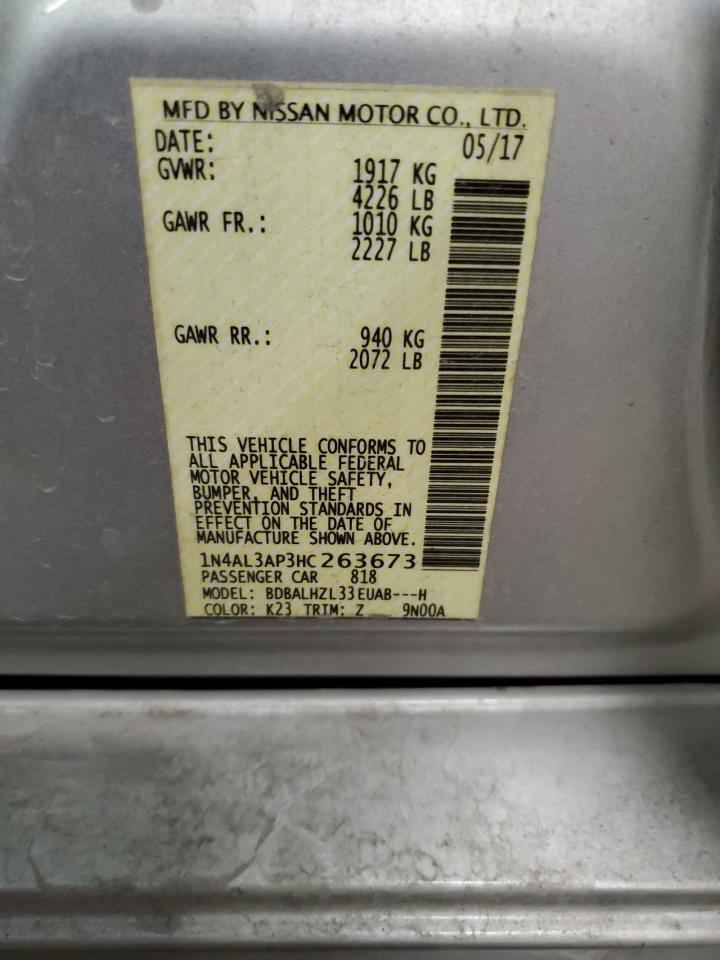 MFD BY NISSAN MOTOR CO., LTD.
DATE: 05/17
GVWR: 1917 KG
4226 LB
GAWR FR.: 1010 KG
2227 LB
GAWR RR.: 940 KG
2072 LB
THIS VEHICLE CONFORMS TO
ALL APPLICABLE FEDERAL
MOTOR VEHICLE SAFETY,
BUMPER, AND THEFT
PREVENTION STANDARDS IN
EFFECT ON THE DATE OF
MANUFACTURE SHOWN ABOVE.
1N4AL3AP3HC263673
PASSENGER CAR 818
MODEL: BDBALHZL33EUAB---H
COLOR: K23 TRIM: Z 9N00A